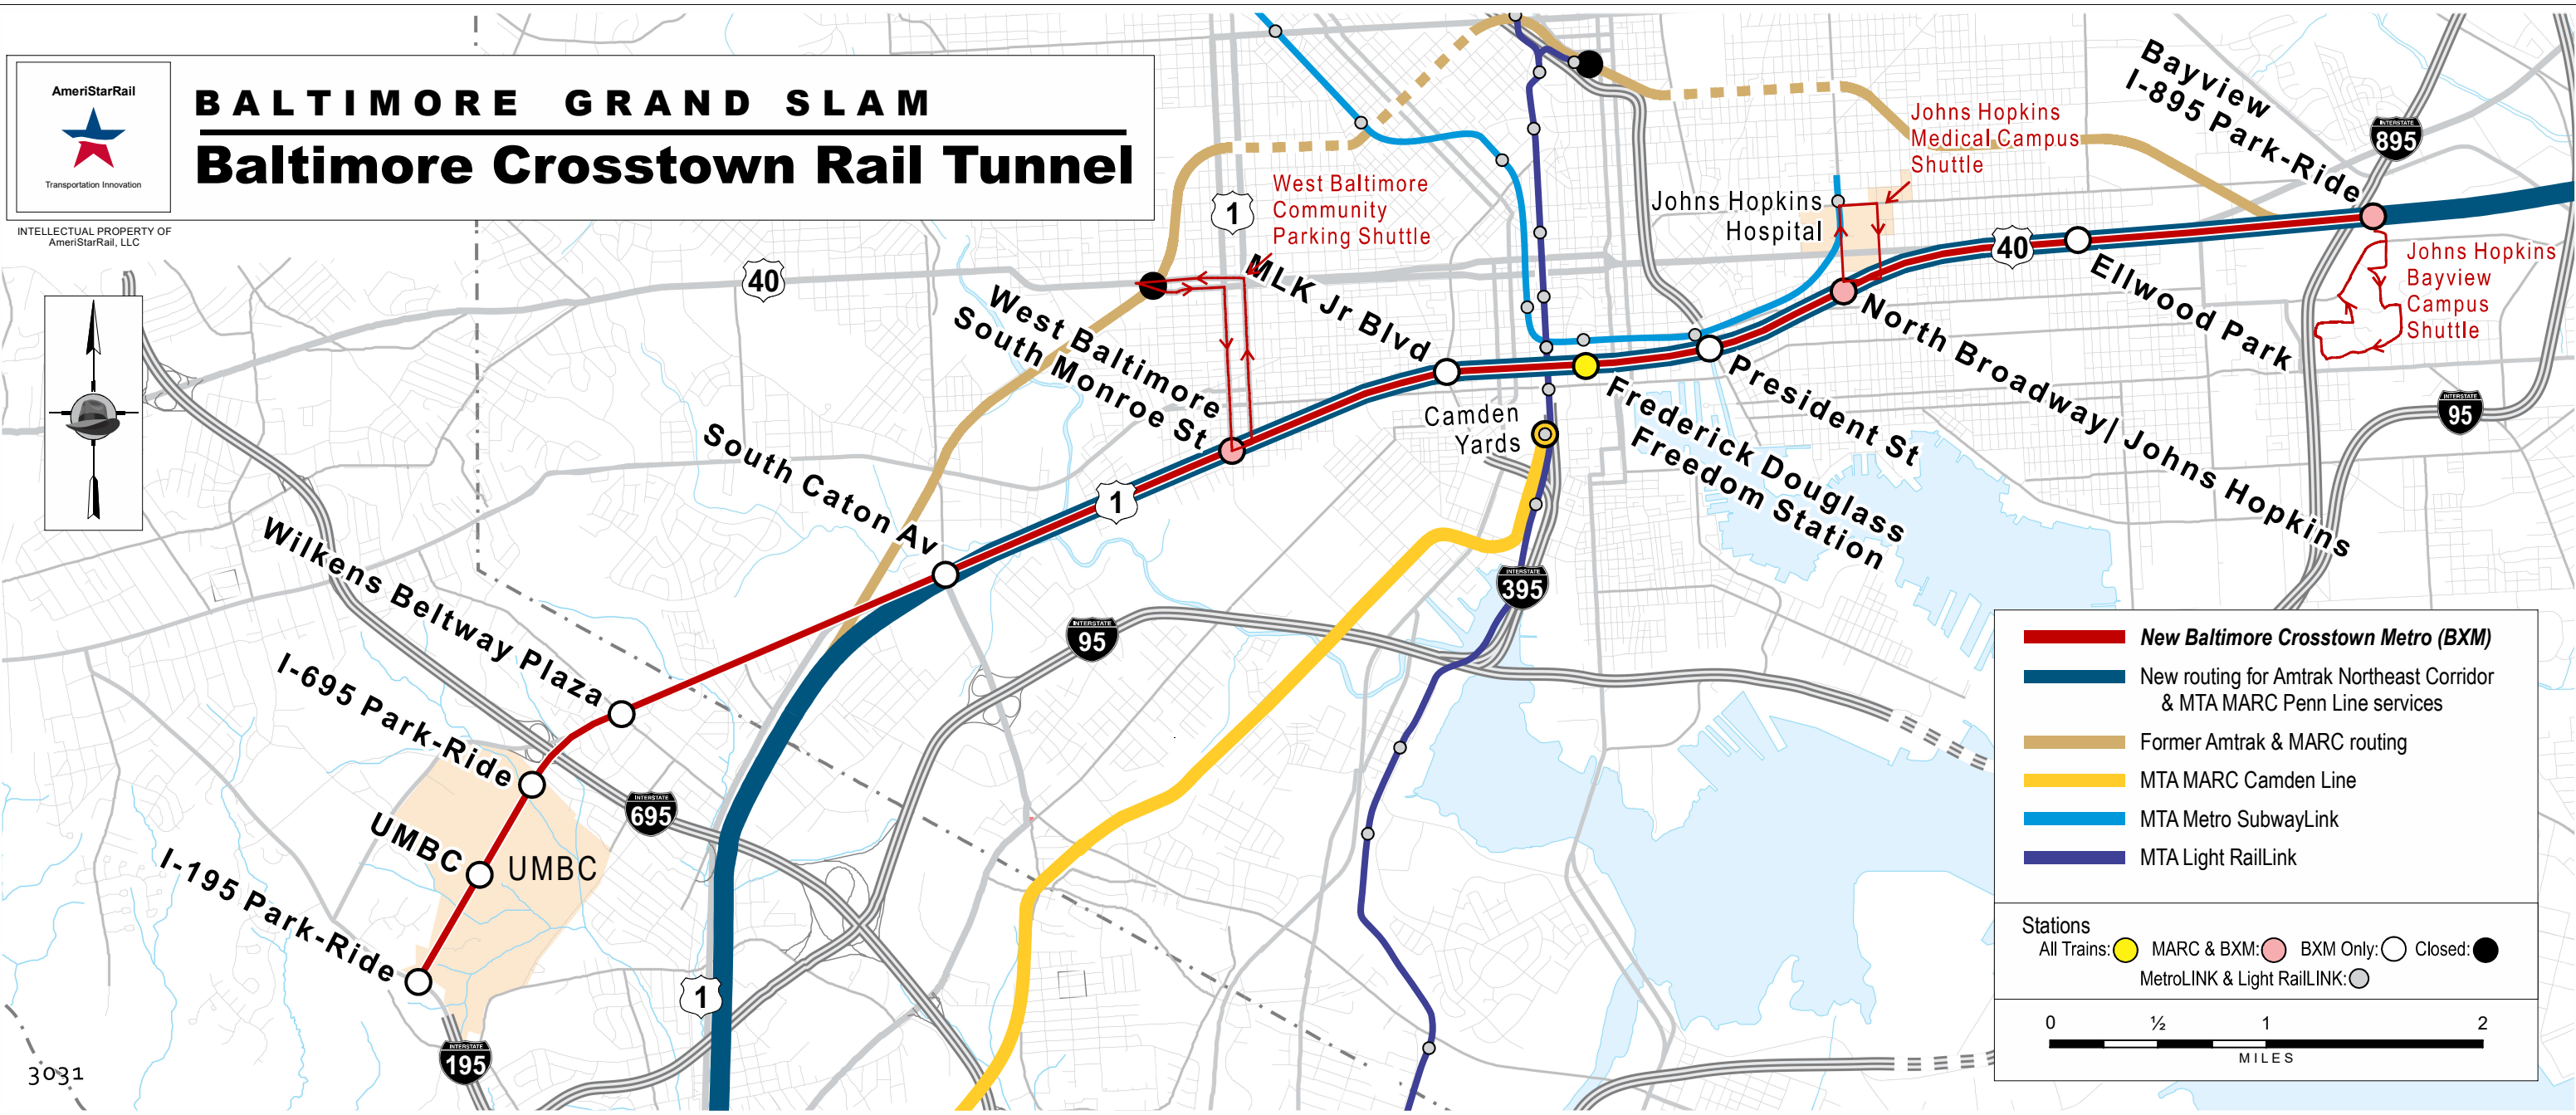 AmeriStarRail
Transportation Innovation
BALTIMORE GRAND SLAM
Baltimore Crosstown Rail Tunnel
INTELLECTUAL PROPERTY OF
AmeriStarRail, LLC
Bayview
I-895 Park-Ride
INTERSTATE
895
Johns Hopkins
Medical Campus
Shuttle
West Baltimore
Community
Parking Shuttle
1
Johns Hopkins
Hospital
40
40
Johns Hopkins
Bayview
Campus
Shuttle
MLK Jr Blvd
West Baltimore
South Monroe St
Ellwood Park
North Broadway| Johns Hopkins
President St
Frederick Douglass
Freedom Station
Camden
Yards
INTERSTATE
95
South Caton Av
1
Wilkens Beltway Plaza
INTERSTATE
395
INTERSTATE
95
I-695 Park-Ride
INTERSTATE
695
UMBC
UMBC
I-195 Park-Ride
1
INTERSTATE
195
3031
New Baltimore Crosstown Metro (BXM)
New routing for Amtrak Northeast Corridor
& MTA MARC Penn Line services
Former Amtrak & MARC routing
MTA MARC Camden Line
MTA Metro SubwayLink
MTA Light RailLink
Stations
All Trains: MARC & BXM: BXM Only: Closed:
MetroLINK & Light RailLINK:
0 ½ 1 2
MILES